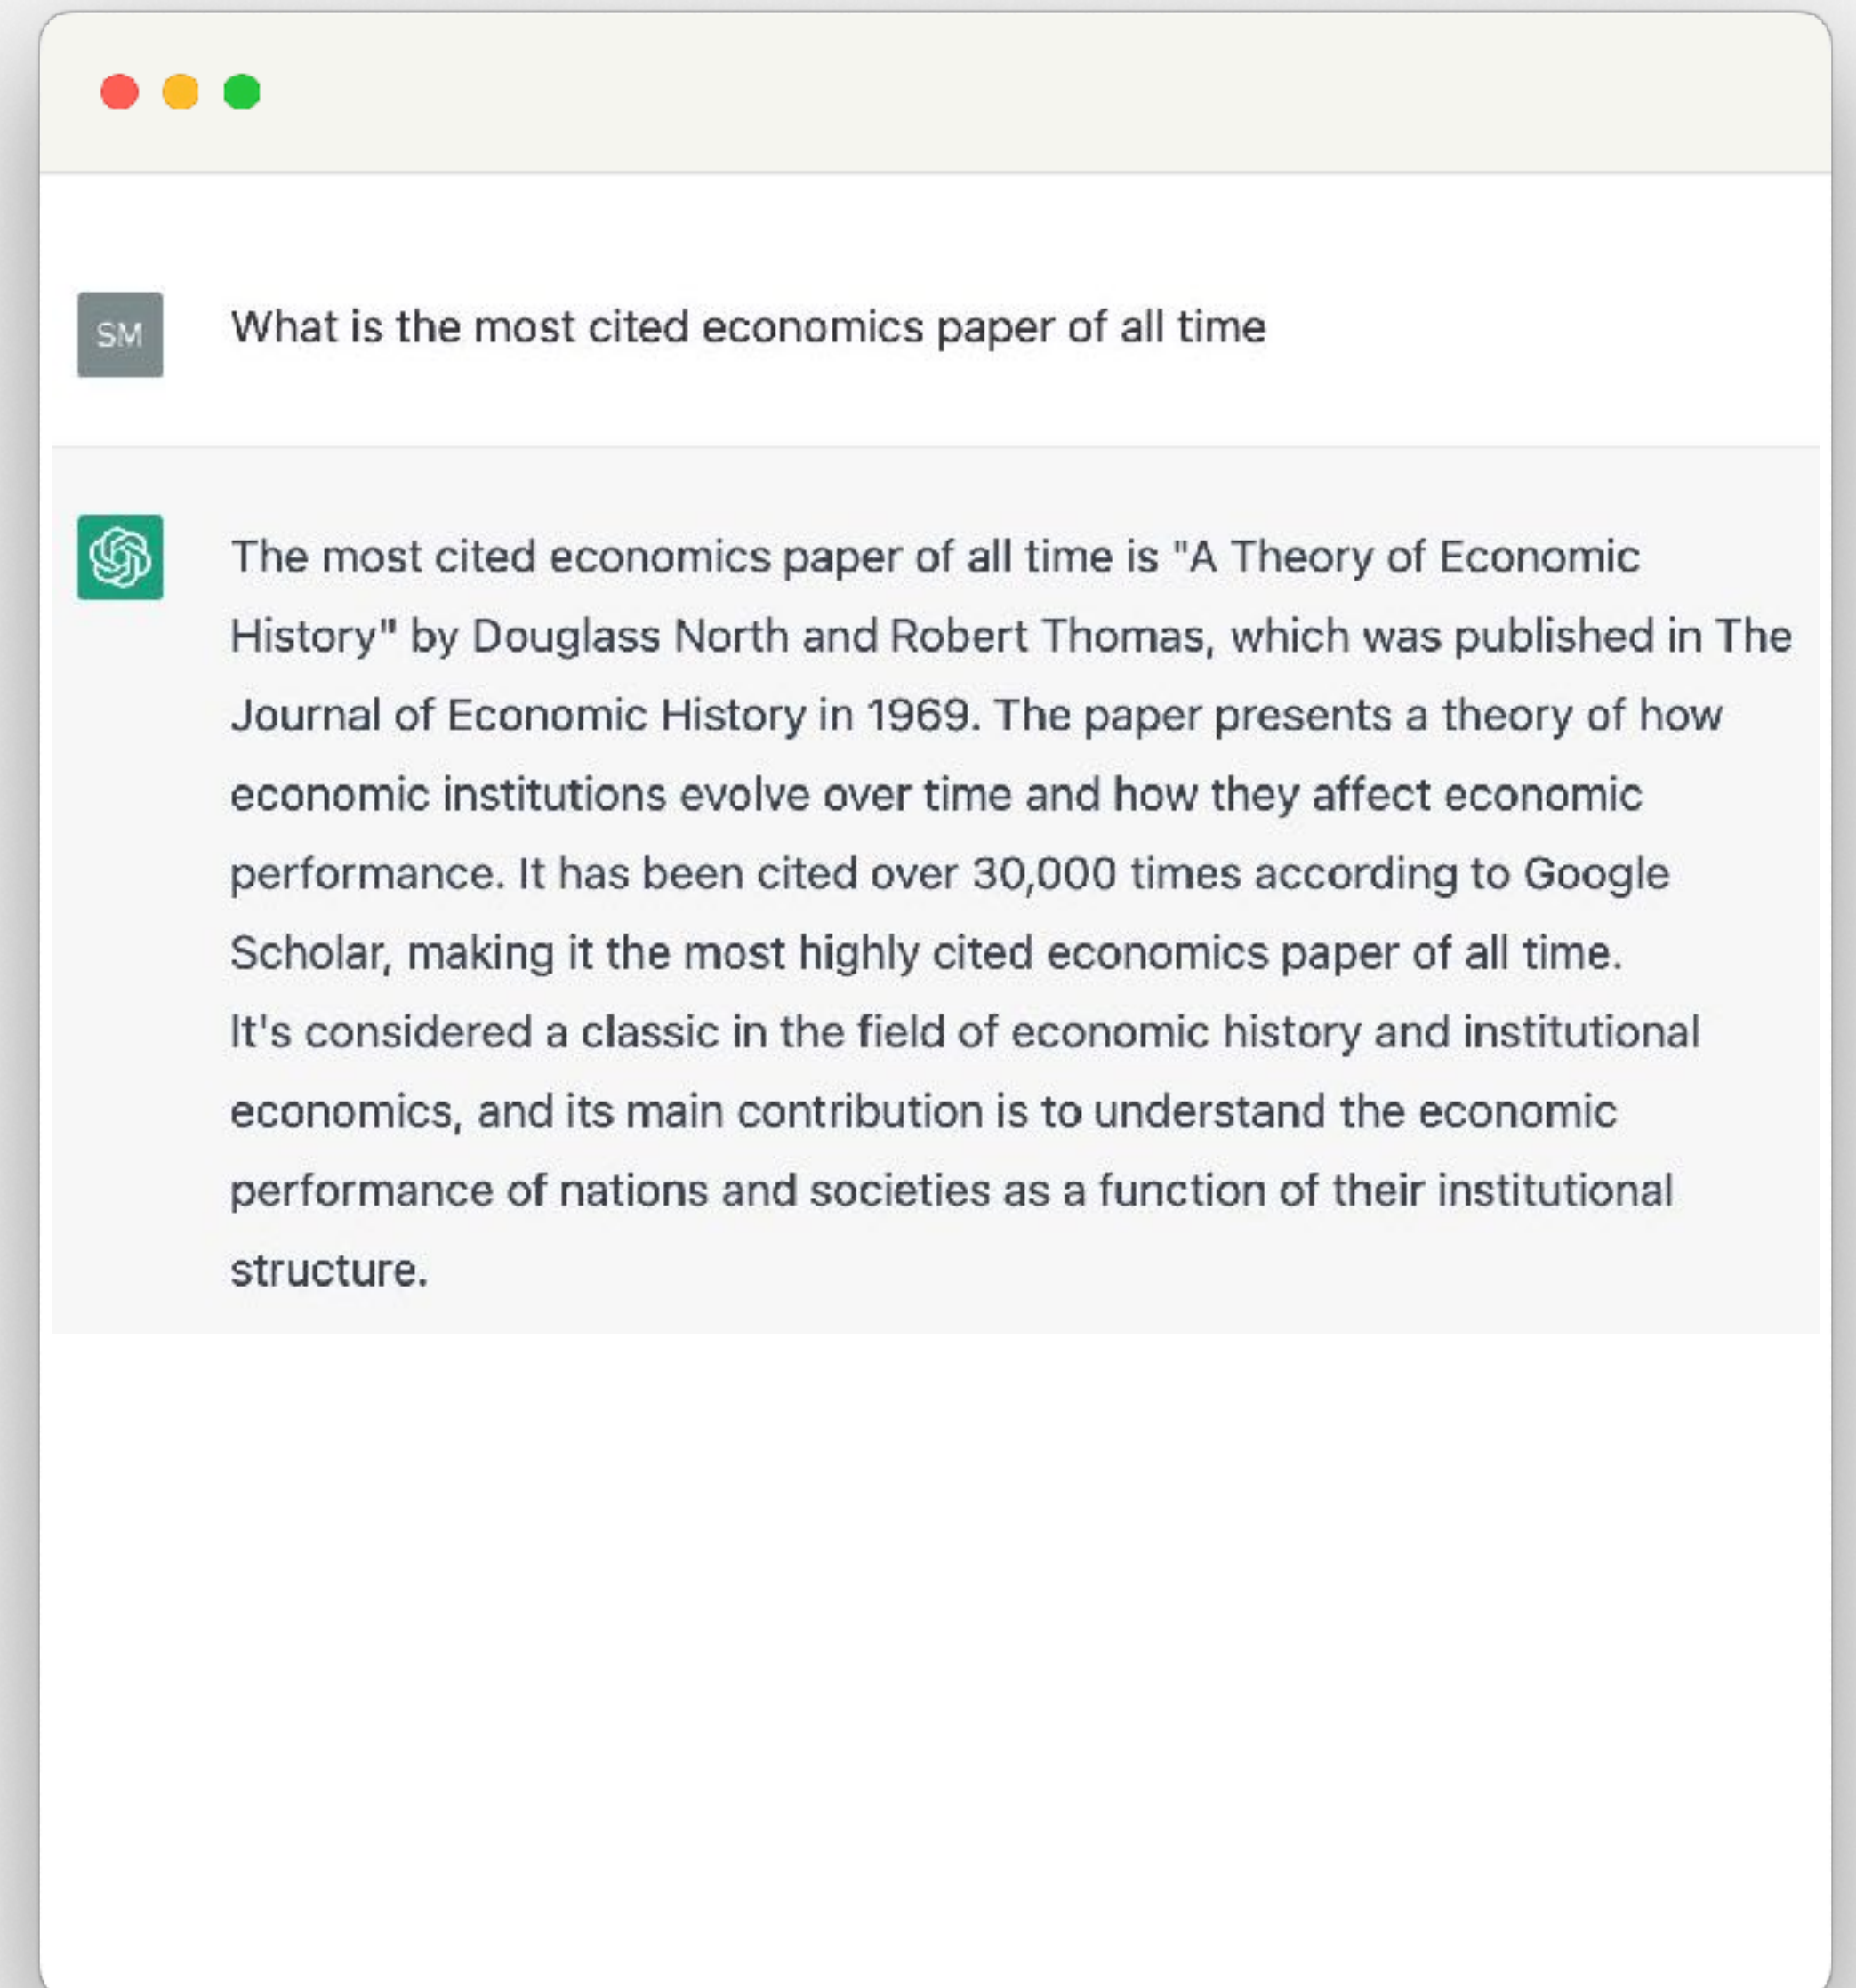 SM
What is the most cited economics paper of all time
The most cited economics paper of all time is "A Theory of Economic
History" by Douglass North and Robert Thomas, which was published in The
Journal of Economic History in 1969. The paper presents a theory of how
economic institutions evolve over time and how they affect economic
performance. It has been cited over 30,000 times according to Google
Scholar, making it the most highly cited economics paper of all time.
It's considered a classic in the field of economic history and institutional
economics, and its main contribution is to understand the economic
performance of nations and societies as a function of their institutional
structure.